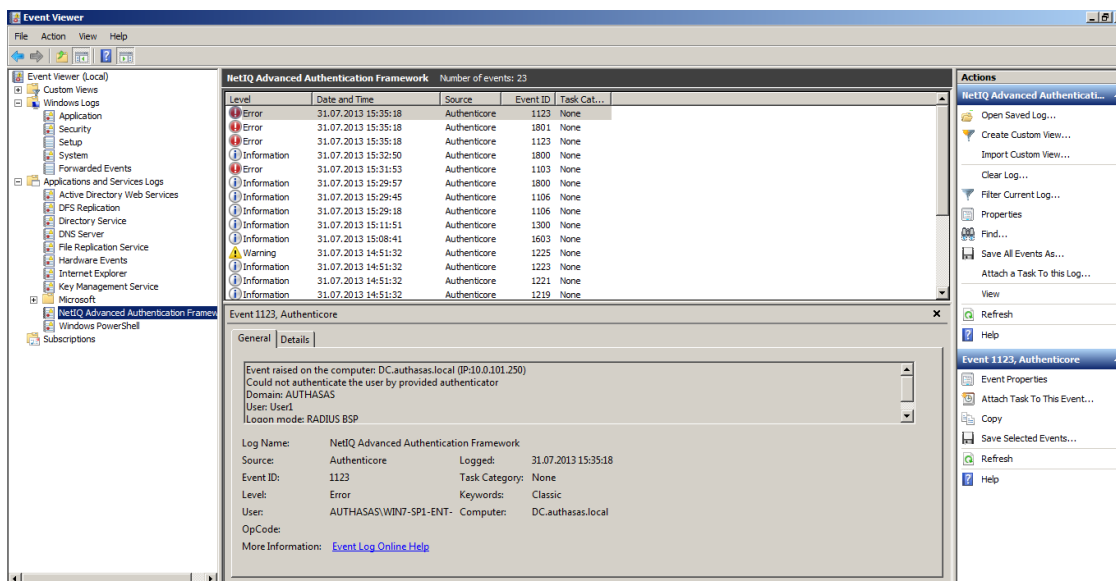 Event Viewer
File Action View Help
Event Viewer (Local)
Custom Views
Windows Logs
Application
Security
Setup
System
Forwarded Events
Applications and Services Logs
Active Directory Web Services
DFS Replication
Directory Service
DNS Server
File Replication Service
Hardware Events
Internet Explorer
Key Management Service
Microsoft
NetIQ Advanced Authentication Framew
Windows PowerShell
Subscriptions
NetIQ Advanced Authentication Framework Number of events: 23
Level Date and Time Source Event ID Task Cat...
Error 31.07.2013 15:35:18 Authenticore 1123 None
Error 31.07.2013 15:35:18 Authenticore 1801 None
Error 31.07.2013 15:35:18 Authenticore 1123 None
Information 31.07.2013 15:32:50 Authenticore 1800 None
Error 31.07.2013 15:31:53 Authenticore 1103 None
Information 31.07.2013 15:29:57 Authenticore 1800 None
Information 31.07.2013 15:29:45 Authenticore 1106 None
Information 31.07.2013 15:29:18 Authenticore 1106 None
Information 31.07.2013 15:11:51 Authenticore 1300 None
Information 31.07.2013 15:08:41 Authenticore 1603 None
Warning 31.07.2013 14:51:32 Authenticore 1225 None
Information 31.07.2013 14:51:32 Authenticore 1223 None
Information 31.07.2013 14:51:32 Authenticore 1221 None
Information 31.07.2013 14:51:32 Authenticore 1219 None
Event 1123, Authenticore
General Details
Event raised on the computer: DC.authasas.local (IP:10.0.101.250)
Could not authenticate the user by provided authenticator
Domain: AUTHASAS
User: User1
Logon mode: RADIUS BSP
Log Name: NetIQ Advanced Authentication Framework
Source: Authenticore Logged: 31.07.2013 15:35:18
Event ID: 1123 Task Category: None
Level: Error Keywords: Classic
User: AUTHASAS\WIN7-SP1-ENT- Computer: DC.authasas.local
OpCode:
More Information: Event Log Online Help
Actions
NetIQ Advanced Authenticati...
Open Saved Log...
Create Custom View...
Import Custom View...
Clear Log...
Filter Current Log...
Properties
Find...
Save All Events As...
Attach a Task To this Log...
View
Refresh
Help
Event 1123, Authenticore
Event Properties
Attach Task To This Event...
Copy
Save Selected Events...
Refresh
Help